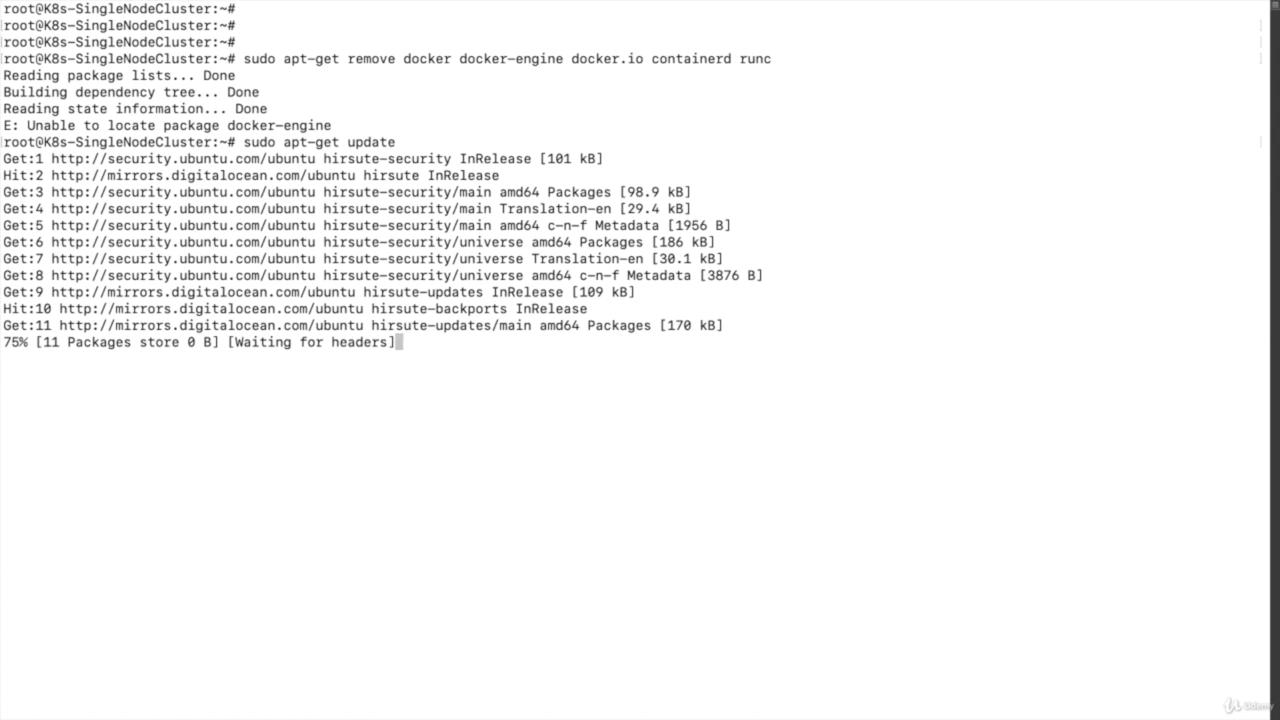 root@K8s-SingleNodeCluster:~#
root@K8s-SingleNodeCluster:~#
root@K8s-SingleNodeCluster:~#
root@K8s-SingleNodeCluster:~# sudo apt-get remove docker docker-engine docker.io containerd runc
Reading package lists... Done
Building dependency tree... Done
Reading state information... Done
E: Unable to locate package docker-engine
root@K8s-SingleNodeCluster:~# sudo apt-get update
Get:1 http://security.ubuntu.com/ubuntu hirsute-security InRelease [101 kB]
Hit:2 http://mirrors.digitalocean.com/ubuntu hirsute InRelease
Get:3 http://security.ubuntu.com/ubuntu hirsute-security/main amd64 Packages [98.9 kB]
Get:4 http://security.ubuntu.com/ubuntu hirsute-security/main Translation-en [29.4 kB]
Get:5 http://security.ubuntu.com/ubuntu hirsute-security/main amd64 c-n-f Metadata [1956 B]
Get:6 http://security.ubuntu.com/ubuntu hirsute-security/universe amd64 Packages [186 kB]
Get:7 http://security.ubuntu.com/ubuntu hirsute-security/universe Translation-en [30.1 kB]
Get:8 http://security.ubuntu.com/ubuntu hirsute-security/universe amd64 c-n-f Metadata [3876 B]
Get:9 http://mirrors.digitalocean.com/ubuntu hirsute-updates InRelease [109 kB]
Hit:10 http://mirrors.digitalocean.com/ubuntu hirsute-backports InRelease
Get:11 http://mirrors.digitalocean.com/ubuntu hirsute-updates/main amd64 Packages [170 kB]
75% [11 Packages store 0 B] [Waiting for headers]
Udemy